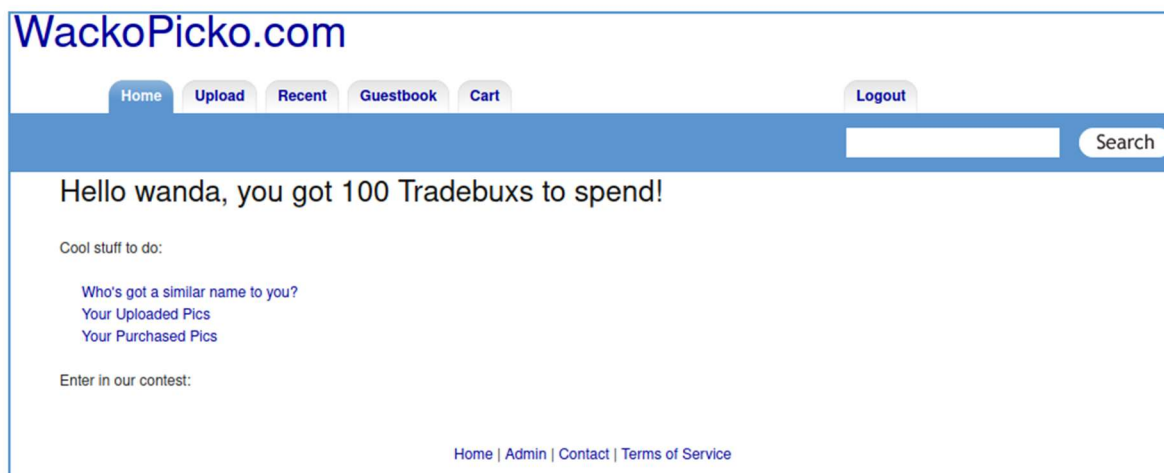 WackoPicko.com
Home Upload Recent Guestbook Cart Logout
Search
Hello wanda, you got 100 Tradebuxs to spend!
Cool stuff to do:
Who's got a similar name to you?
Your Uploaded Pics
Your Purchased Pics
Enter in our contest:
Home | Admin | Contact | Terms of Service